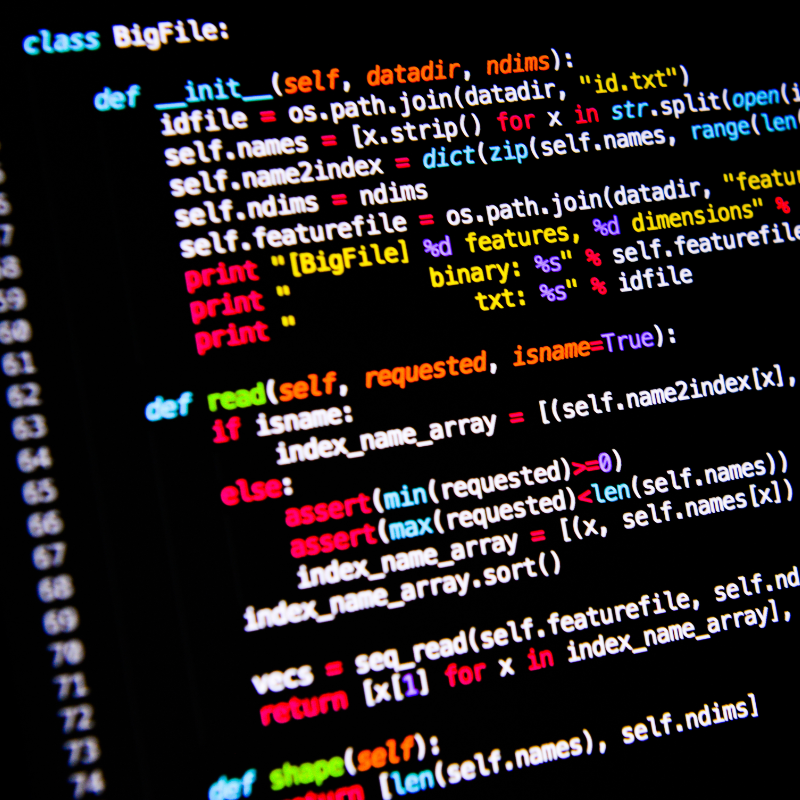 class BigFile:
def __init__(self, datadir, ndims):
idfile = os.path.join(datadir, "id.txt")
self.names = [x.strip() for x in str.split(open(i
self.name2index = dict(zip(self.names, range(len(
self.ndims = ndims
self.featurefile = os.path.join(datadir, "featur
print "[BigFile] %d features, %d dimensions" %
print " binary: %s" % self.featurefile
print " txt: %s" % idfile
58
59
60
61
def read(self, requested, isname=True):
62 if isname:
63 index_name_array = [(self.name2index[x],
64 else:
65 assert(min(requested)>=0)
66 assert(max(requested)<len(self.names))
67 index_name_array = [(x, self.names[x])
68 index_name_array.sort()
69
70 vecs = seq_read(self.featurefile, self.nd
71 return [x[1] for x in index_name_array],
72
73 def shape(self):
74 return [len(self.names), self.ndims]